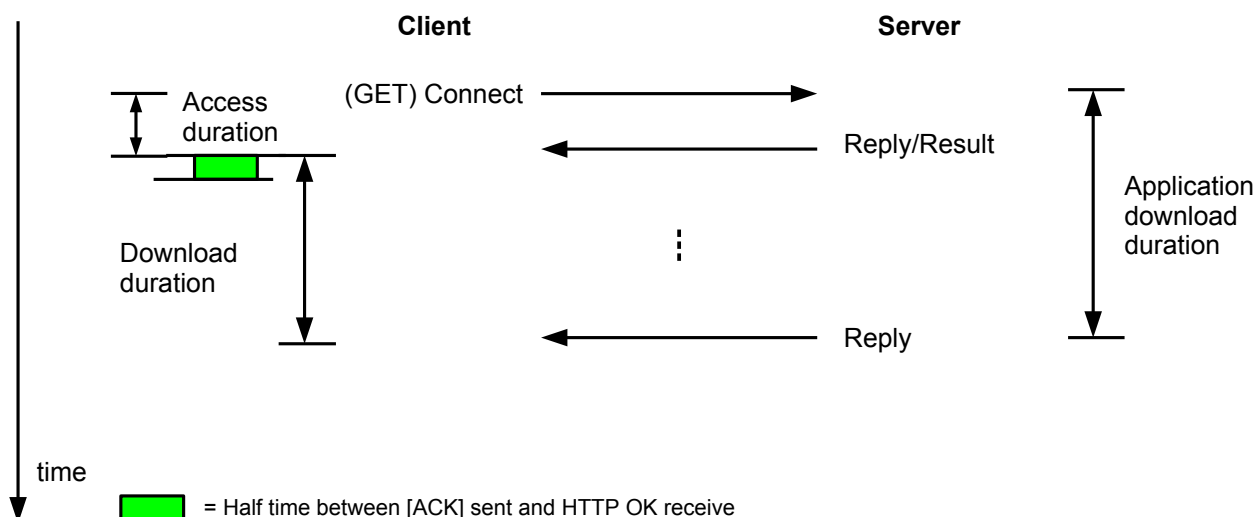 Client
Server
(GET) Connect
Access
duration
Reply/Result
Application
download
duration
Download
duration
Reply
time
= Half time between [ACK] sent and HTTP OK receive